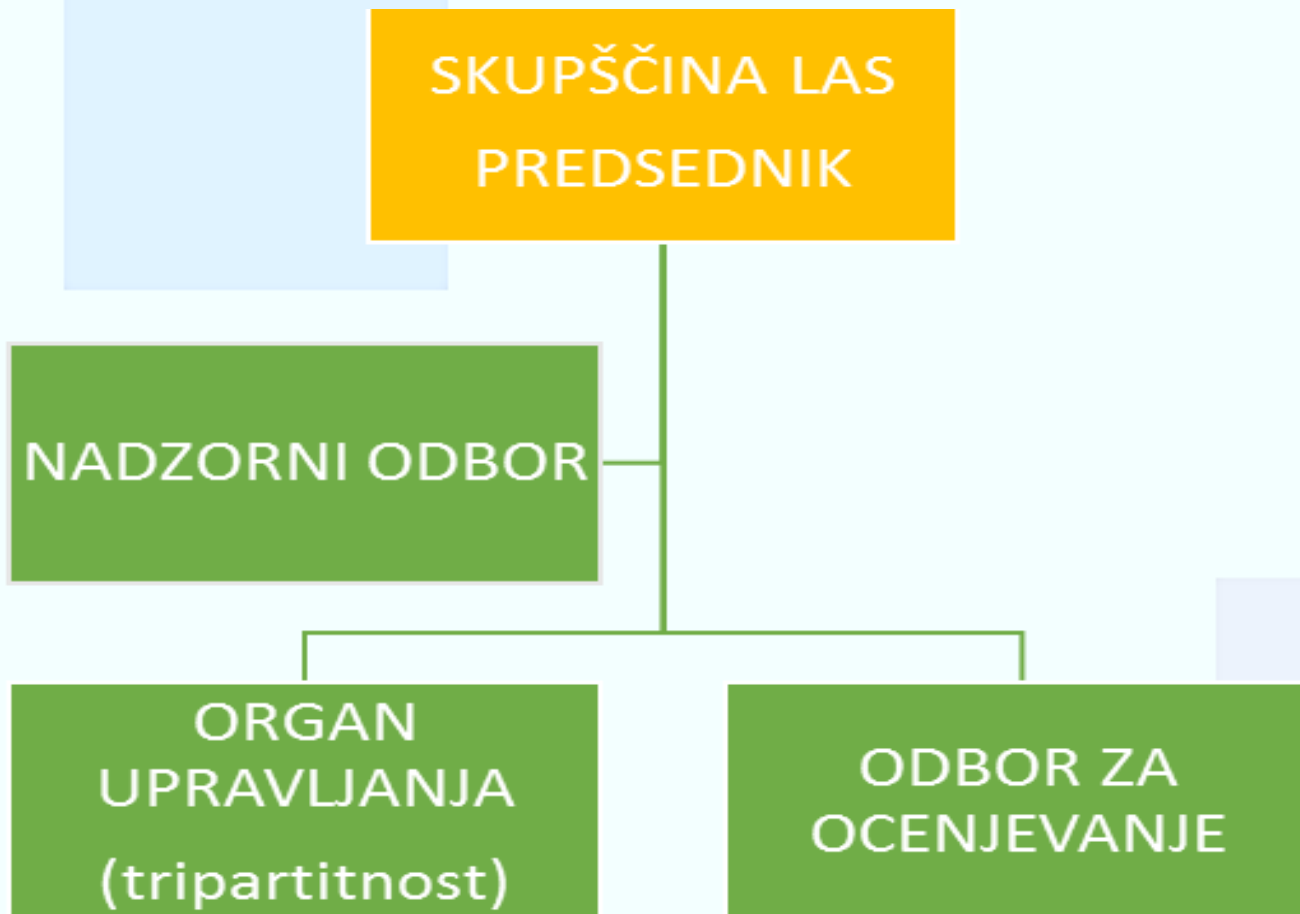 SKUPŠČINA LAS
PREDSEDNIK
NADZORNI ODBOR
ORGAN
UPRAVLJANJA
(tripartitnost)
ODBOR ZA
OCENJEVANJE